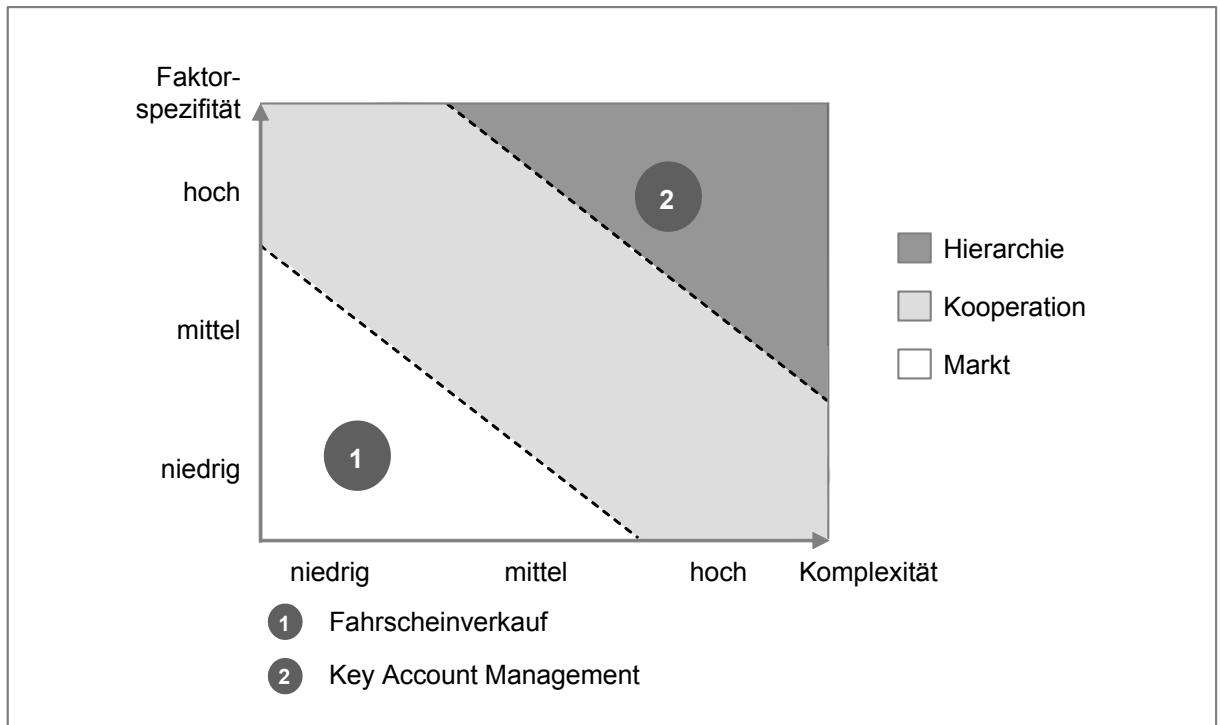 Faktor-
spezifität
hoch
mittel
niedrig
2
1
Hierarchie
Kooperation
Markt
niedrig mittel hoch Komplexität
1 Fahrscheinverkauf
2 Key Account Management